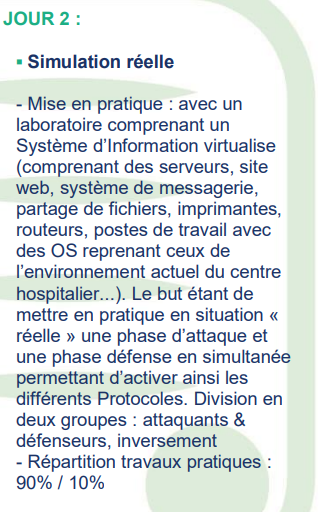 JOUR 2 :
▪ Simulation réelle
- Mise en pratique : avec un
laboratoire comprenant un
Système d’Information virtualise
(comprenant des serveurs, site
web, système de messagerie,
partage de fichiers, imprimantes,
routeurs, postes de travail avec
des OS reprenant ceux de
l’environnement actuel du centre
hospitalier...). Le but étant de
mettre en pratique en situation «
réelle » une phase d’attaque et
une phase défense en simultanée
permettant d’activer ainsi les
différents Protocoles. Division en
deux groupes : attaquants &
défenseurs, inversement
- Répartition travaux pratiques :
90% / 10%